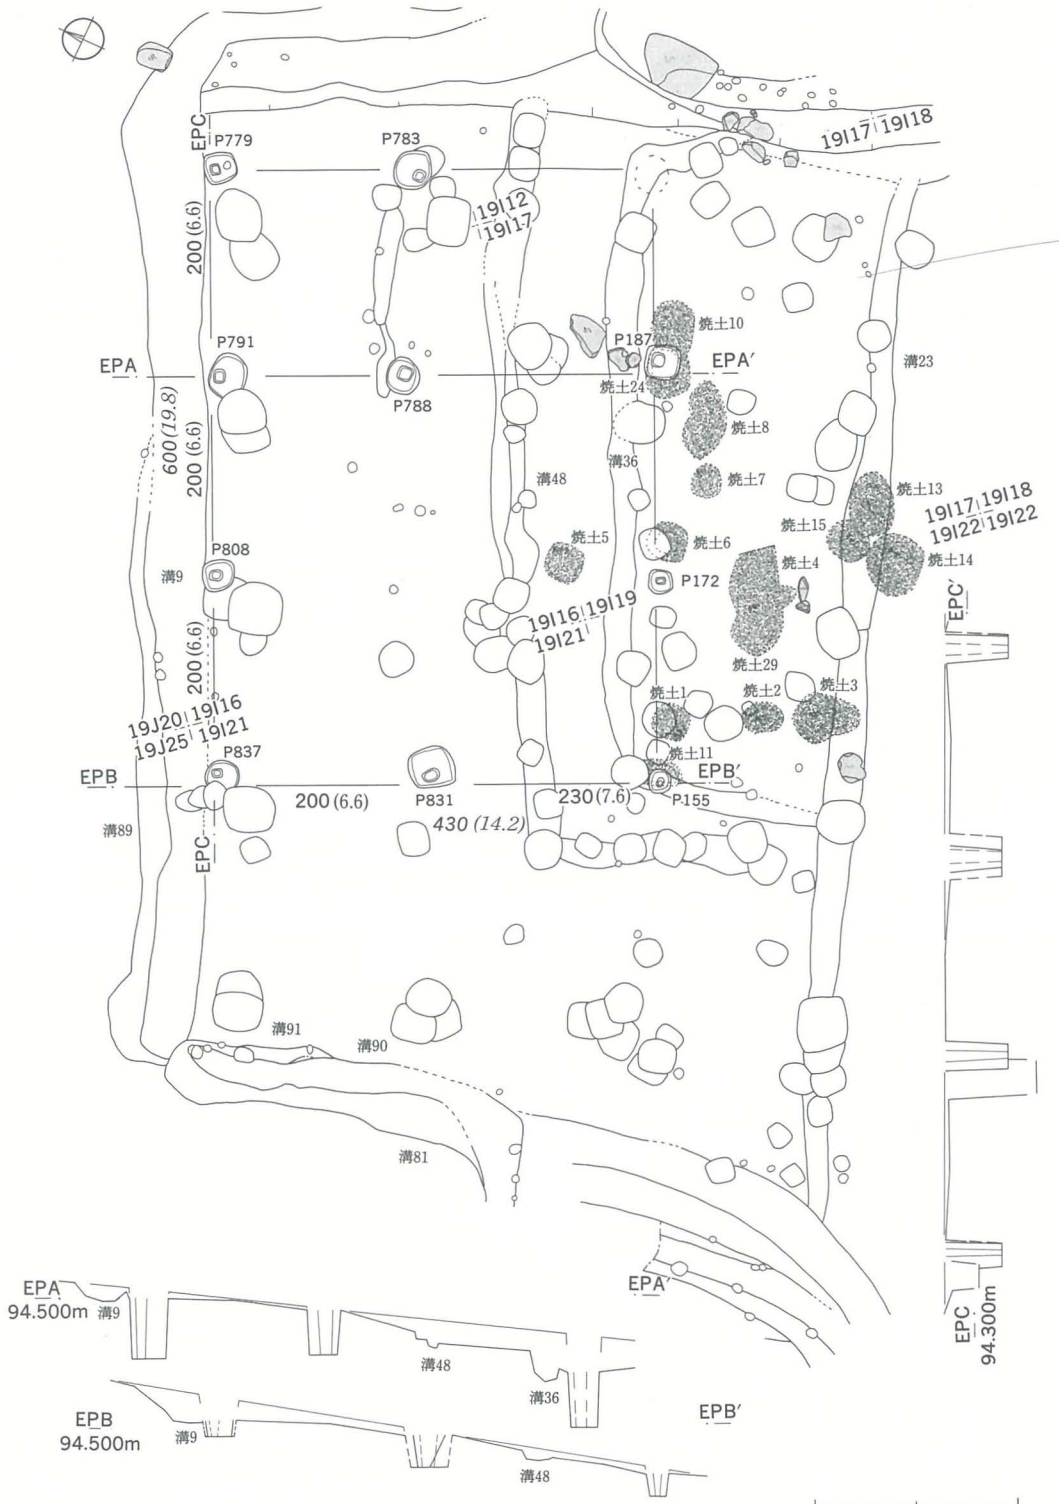 19I17 19I18
EPC
P779
P783
200 (6.6)
19I12
19I17
焼土10
P187
P791
EPA
EPA′
焼土24
溝23
P788
600 (19.8)
200 (6.6)
焼土8
溝36
溝48
焼土7
焼土13
19I17 19I18
19I22 19I22
焼土15
焼土5
焼土6
焼土14
P808
溝9
焼土4
P172
EPC′
19I16 19I19
19I21
200 (6.6)
焼土29
焼土1
焼土2
焼土3
19J20 19I16
19J25 19I21
P837
焼土11
EPB
EPB′
200 (6.6)
P831
230 (7.6)
P155
430 (14.2)
溝89
EPC
溝91
溝90
溝81
EPA
94.500m
溝9
EPA′
EPC
94.300m
溝48
溝36
EPB
94.500m
溝9
EPB′
溝48